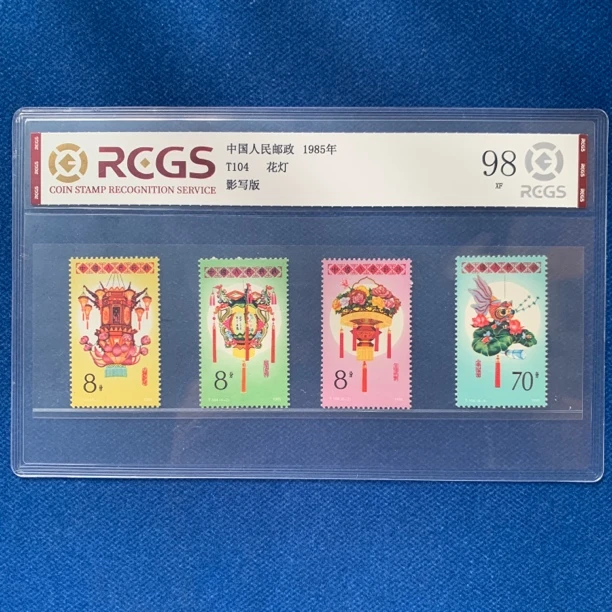 RCGS
COIN STAMP RECOGNITION SERVICE
中国人民邮政 1985年
T104 花灯
影写版
98
XF
RCGS
8分
8分
8分
70分